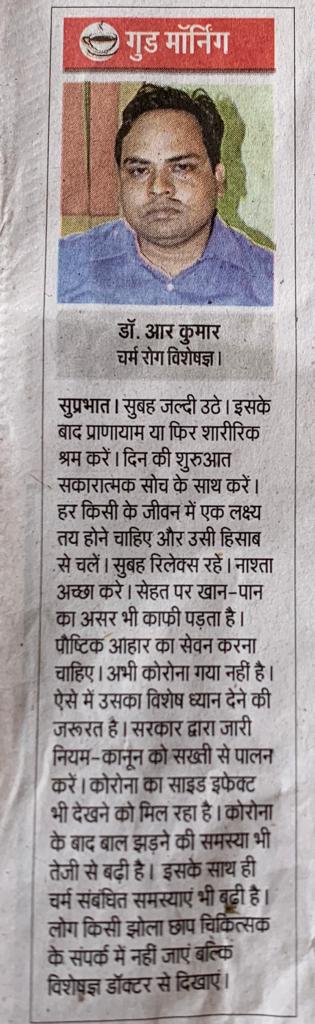 गुड मॉर्निंग
डॉ. आर कुमार
चर्म रोग विशेषज्ञ।
सुप्रभात। सुबह जल्दी उठे। इसके
बाद प्राणायाम या फिर शारीरिक
श्रम करें। दिन की शुरुआत
सकारात्मक सोच के साथ करें।
हर किसी के जीवन में एक लक्ष्य
तय होने चाहिए और उसी हिसाब
से चलें। सुबह रिलेक्स रहें। नाश्ता
अच्छा करे। सेहत पर खान-पान
का असर भी काफी पड़ता है।
पौष्टिक आहार का सेवन करना
चाहिए। अभी कोरोना गया नहीं है।
ऐसे में उसका विशेष ध्यान देने की
जरूरत है। सरकार द्वारा जारी
नियम-कानून को सख्ती से पालन
करें। कोरोना का साइड इफेक्ट
भी देखने को मिल रहा है। कोरोना
के बाद बाल झड़ने की समस्या भी
तेजी से बढ़ी है। इसके साथ ही
चर्म संबंधित समस्याएं भी बढ़ी है।
लोग किसी झोला छाप चिकित्सक
के संपर्क में नहीं जाएं बल्कि
विशेषज्ञ डॉक्टर से दिखाएं।